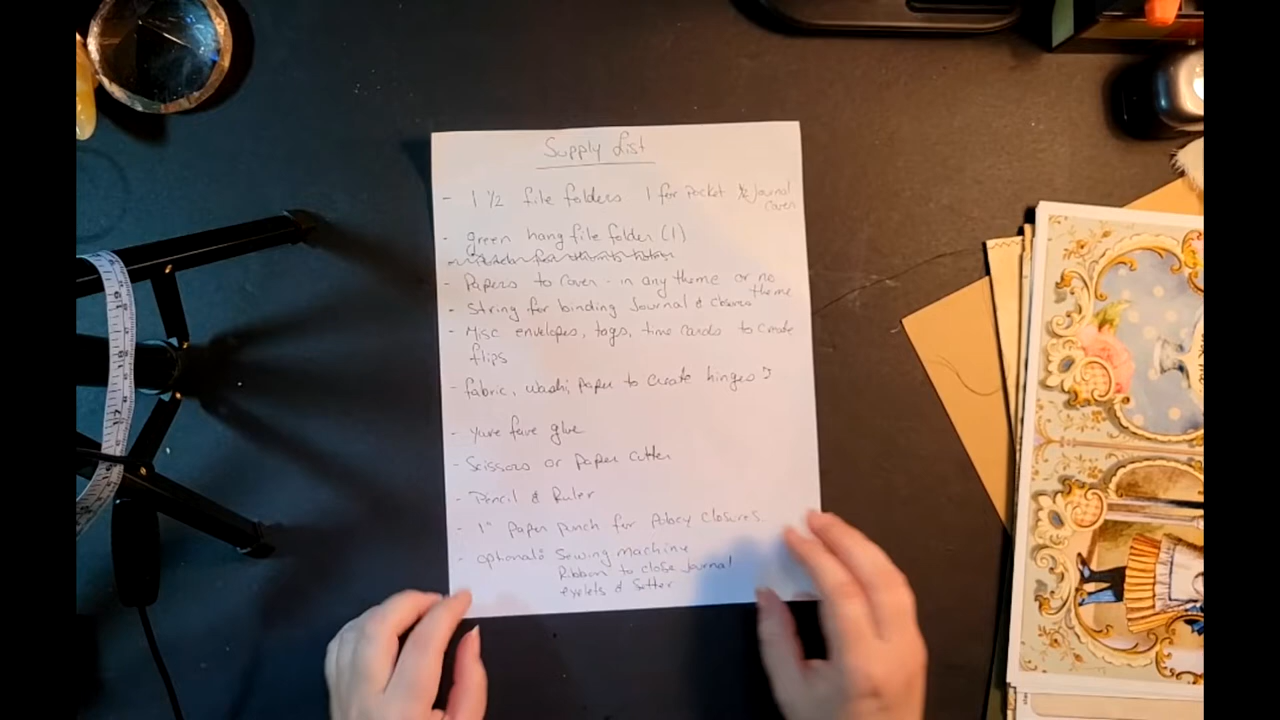 Supply List
- 1 1/2 file folders 1 for Pocket 1/2 Journal
cover
- green hang file folder (1)
- Papers to cover - in any theme or no
theme
- String for binding Journal & closures
- Misc envelopes, tags, time cards to create
flips
- fabric, washi, paper to create hinges
- glue
- Scissors or Paper cutter
- Pencil & Ruler
- 1" Paper punch for Closures.
- optional: Sewing machine
Ribbon to close Journal
eyelets & Setter